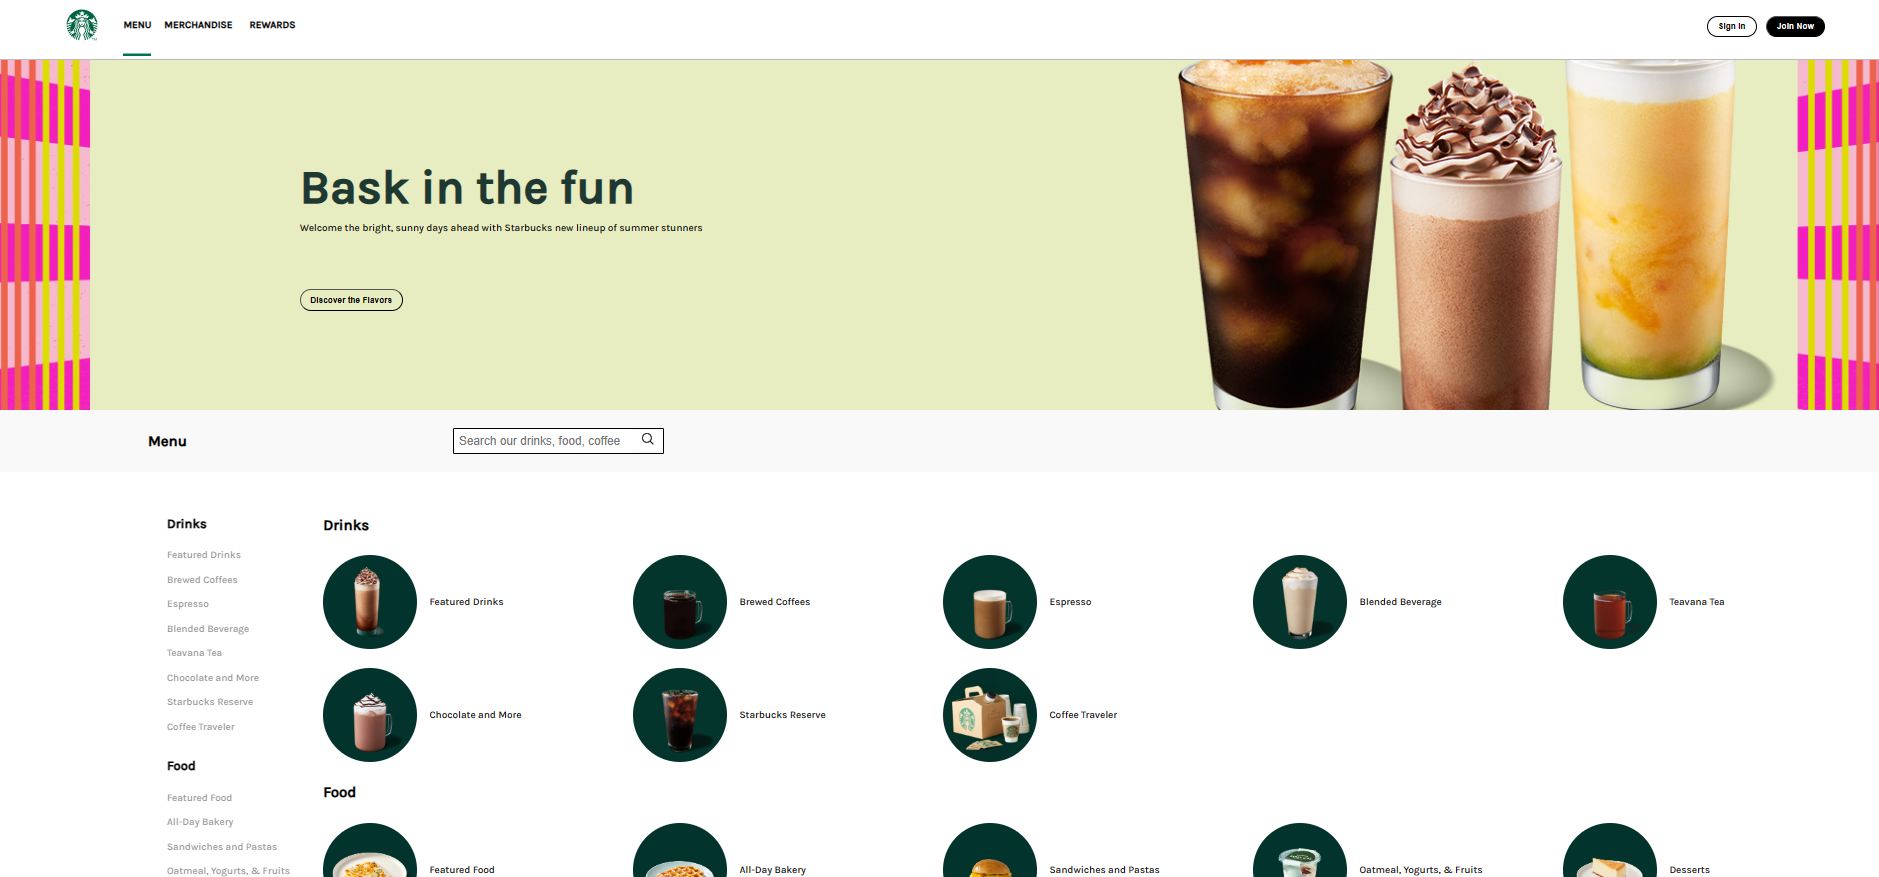 MENU MERCHANDISE REWARDS
Sign In Join Now
Bask in the fun
Welcome the bright, sunny days ahead with Starbucks new lineup of summer stunners
Discover the Flavors
Menu
Search our drinks, food, coffee
Drinks
Featured Drinks
Brewed Coffees
Espresso
Blended Beverage
Teavana Tea
Chocolate and More
Starbucks Reserve
Coffee Traveler
Food
Featured Food
All-Day Bakery
Sandwiches and Pastas
Oatmeal, Yogurts, & Fruits
Drinks
Featured Drinks
Brewed Coffees
Espresso
Blended Beverage
Teavana Tea
Chocolate and More
Starbucks Reserve
Coffee Traveler
Food
Featured Food
All-Day Bakery
Sandwiches and Pastas
Oatmeal, Yogurts, & Fruits
Desserts